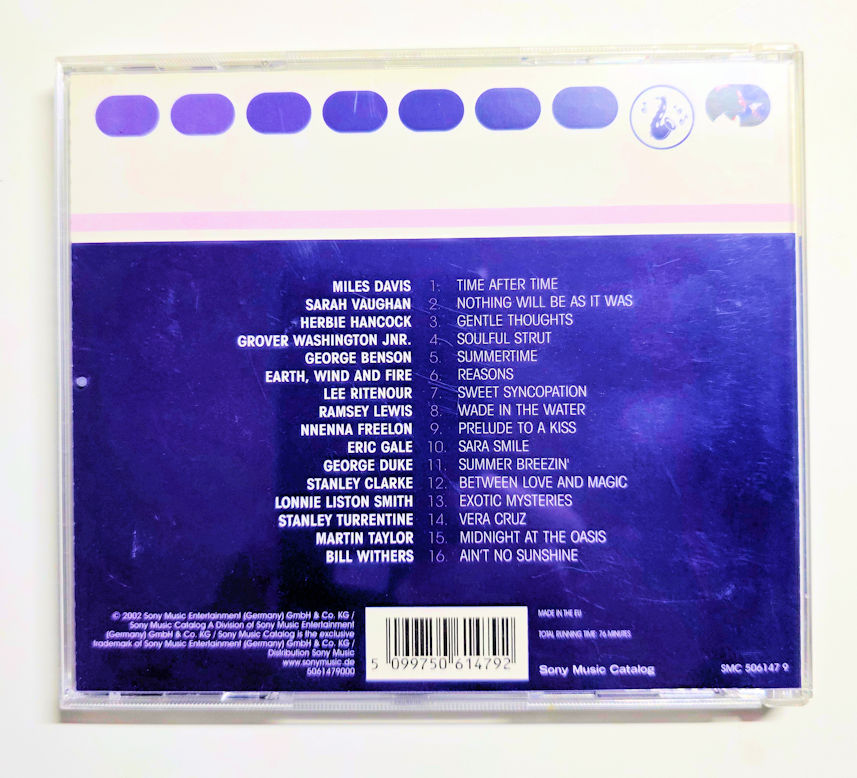 MILES DAVIS 1. TIME AFTER TIME
SARAH VAUGHAN 2. NOTHING WILL BE AS IT WAS
HERBIE HANCOCK 3. GENTLE THOUGHTS
GROVER WASHINGTON JNR. 4. SOULFUL STRUT
GEORGE BENSON 5. SUMMERTIME
EARTH, WIND AND FIRE 6. REASONS
LEE RITENOUR 7. SWEET SYNCOPATION
RAMSEY LEWIS 8. WADE IN THE WATER
NNENNA FREELON 9. PRELUDE TO A KISS
ERIC GALE 10. SARA SMILE
GEORGE DUKE 11. SUMMER BREEZIN'
STANLEY CLARKE 12. BETWEEN LOVE AND MAGIC
LONNIE LISTON SMITH 13. EXOTIC MYSTERIES
STANLEY TURRENTINE 14. VERA CRUZ
MARTIN TAYLOR 15. MIDNIGHT AT THE OASIS
BILL WITHERS 16. AIN'T NO SUNSHINE
© 2002 Sony Music Entertainment (Germany) GmbH & Co. KG /
Sony Music Catalog A Division of Sony Music Entertainment
(Germany) GmbH & Co. KG / Sony Music Catalog is the exclusive
trademark of Sony Music Entertainment (Germany) GmbH & Co. KG /
Distribution Sony Music
www.sonymusic.de
5061479000
5 099750 614792
MADE IN THE EU
TOTAL RUNNING TIME: 76 MINUTES
Sony Music Catalog
SMC 506147 9